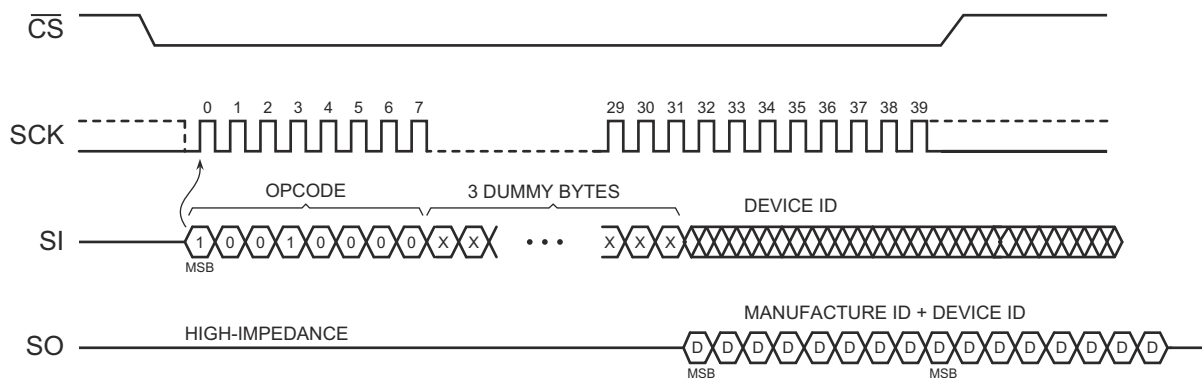 CS
0 1 2 3 4 5 6 7 29 30 31 32 33 34 35 36 37 38 39
SCK
OPCODE 3 DUMMY BYTES DEVICE ID
SI 1 0 0 1 0 0 0 0 X X • • • X X X
MSB
HIGH-IMPEDANCE MANUFACTURE ID + DEVICE ID
SO D D D D D D D D D D D D D D D D
MSB MSB